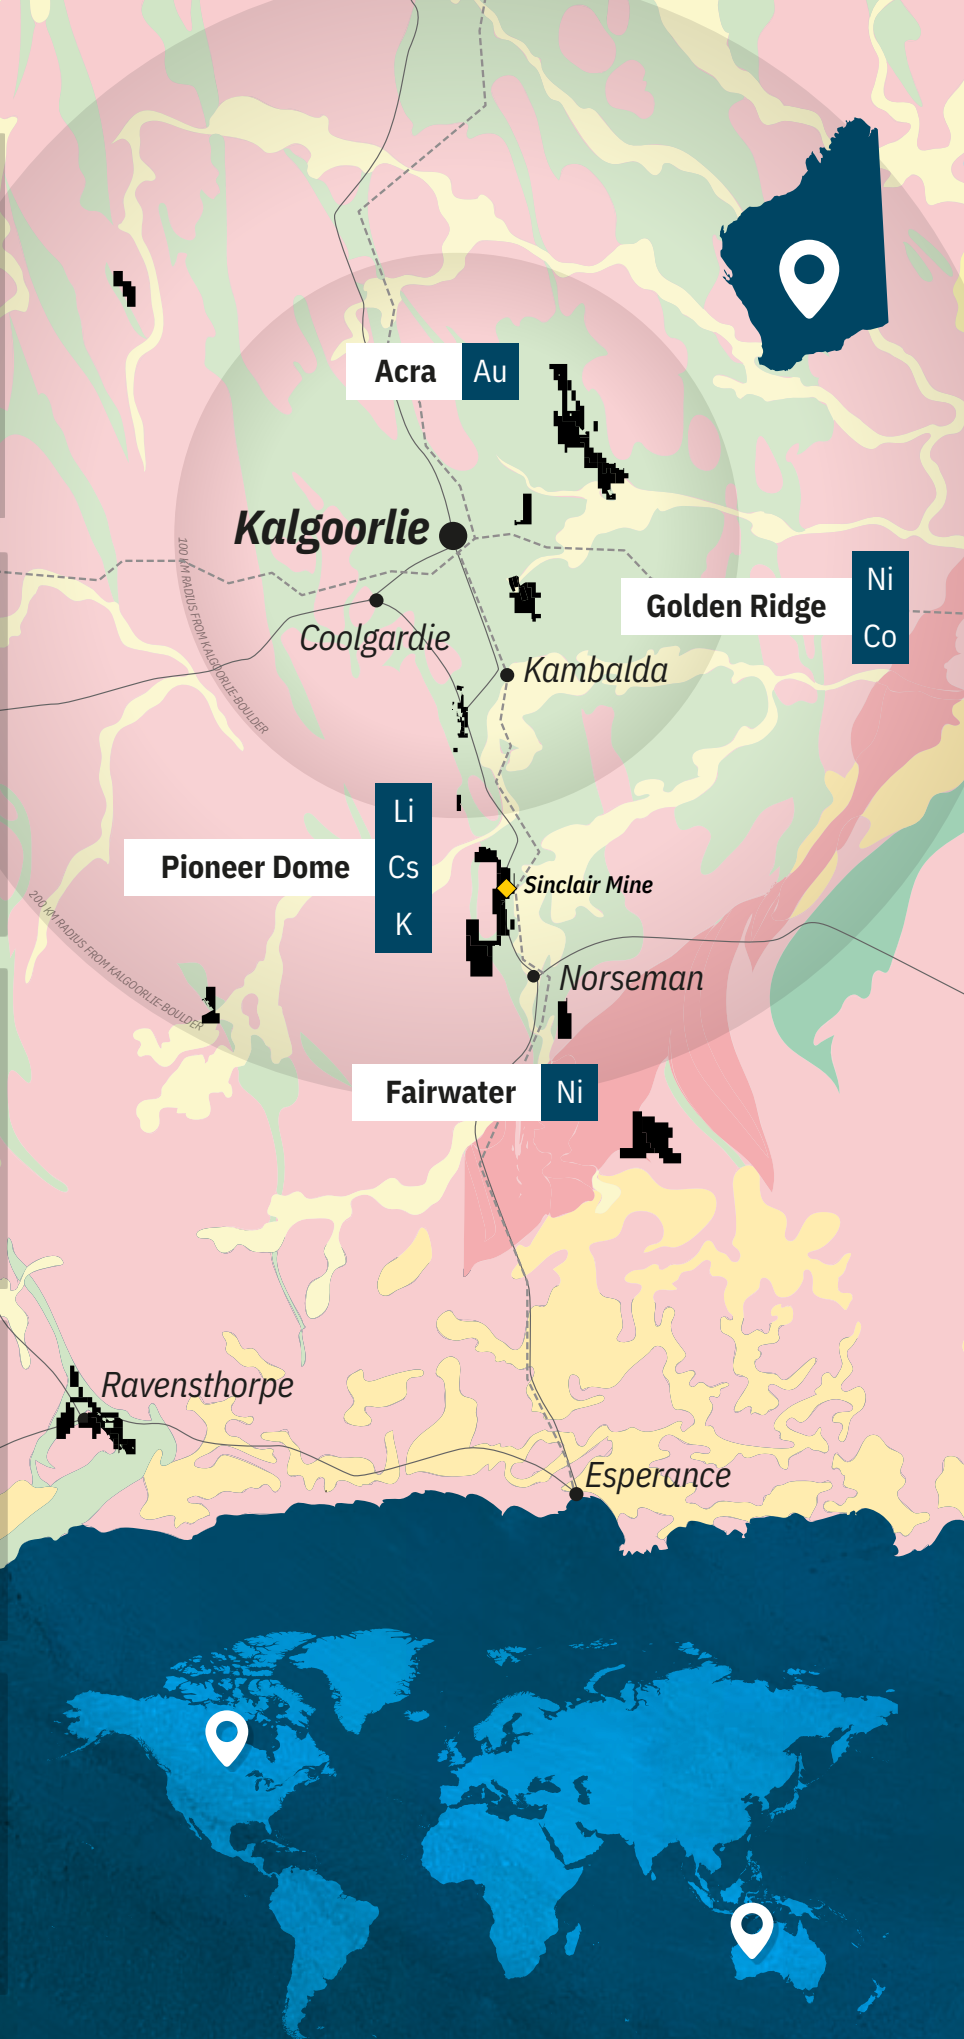 Acra Au
Kalgoorlie
100 KM RADIUS FROM KALGOORLIE-BOULDER
Ni
Golden Ridge
Co
Coolgardie
Kambalda
Li
Pioneer Dome Cs
K
Sinclair Mine
200 KM RADIUS FROM KALGOORLIE-BOULDER
Norseman
Fairwater Ni
Ravensthorpe
Esperance